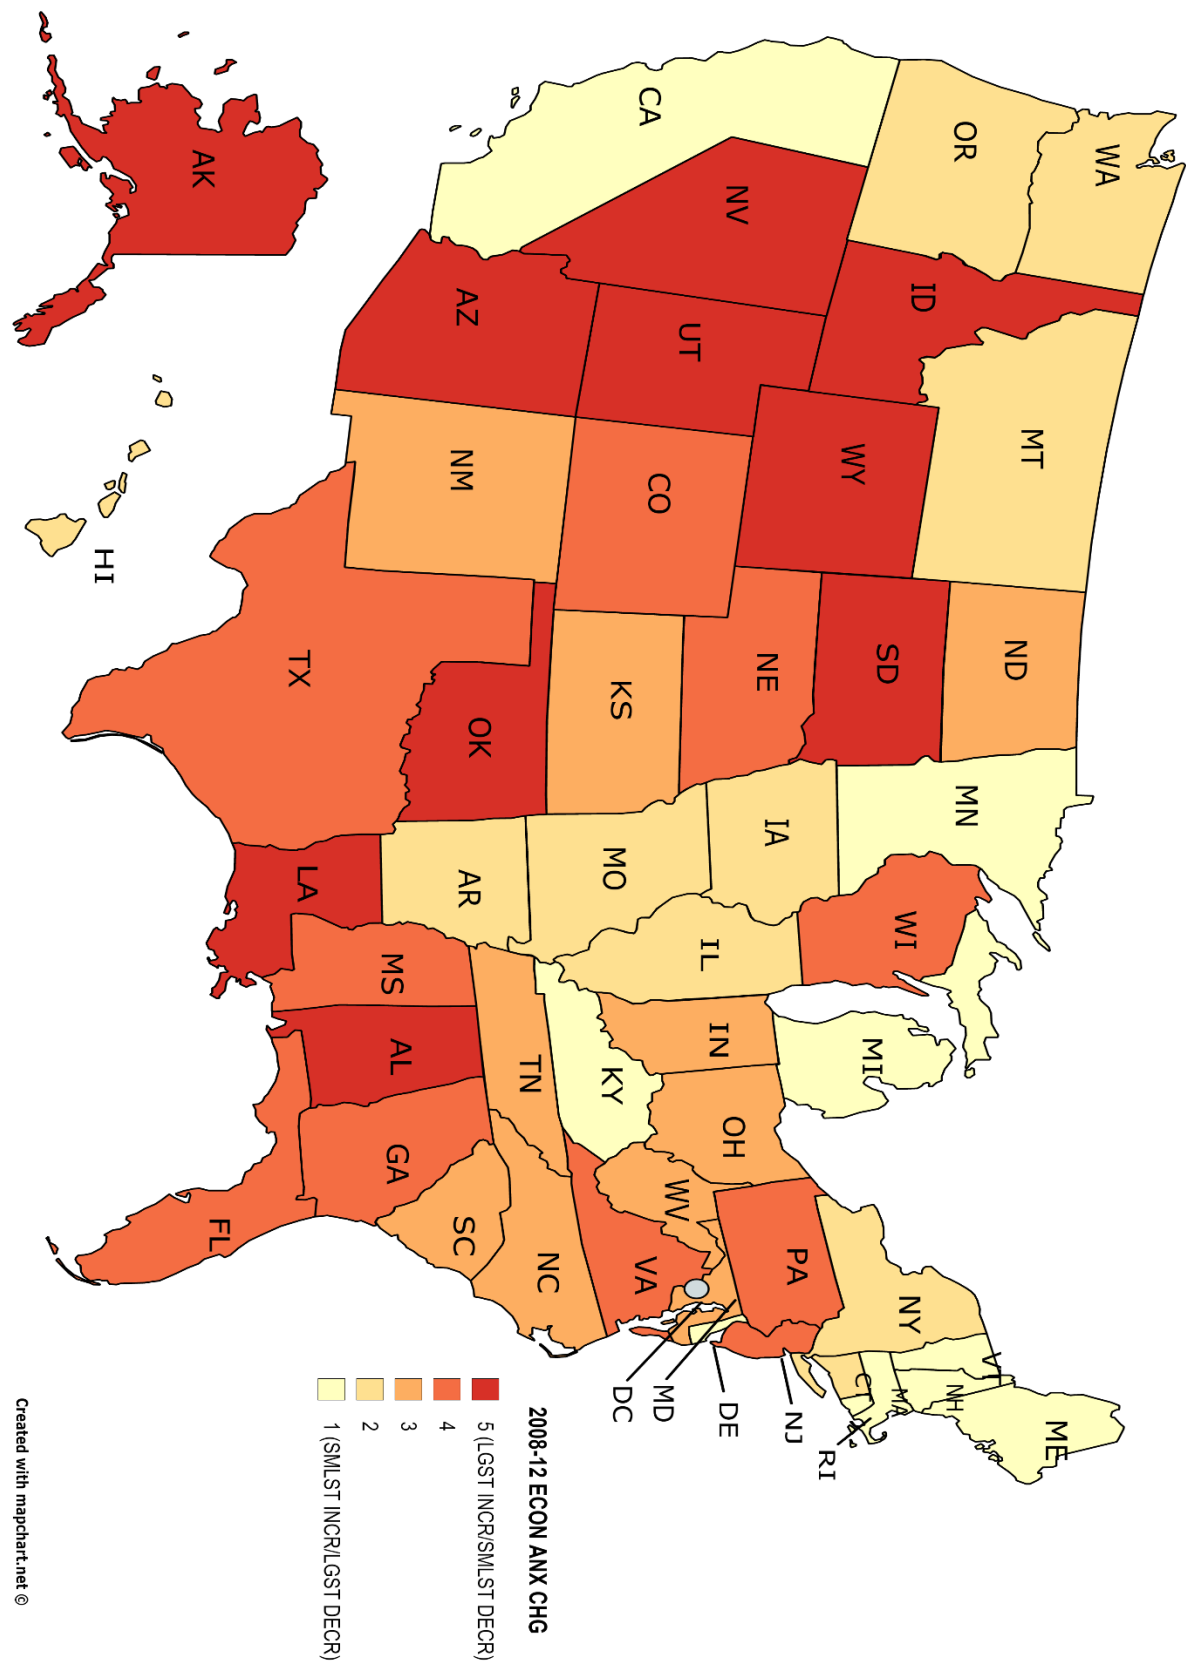 WA
OR
CA
NV
ID
MT
WY
UT
AZ
CO
NM
ND
SD
NE
KS
OK
TX
MN
IA
MO
AR
LA
WI
IL
MI
IN
OH
KY
TN
MS
AL
GA
FL
SC
NC
VA
WV
PA
NY
VT
NH
ME
MA
CT
RI
NJ
DE
MD
DC
AK
HI
2008-12 ECON ANX CHG
5 (LGST INCR/SMLST DECR)
4
3
2
1 (SMLST INCR/LGST DECR)
Created with mapchart.net ©